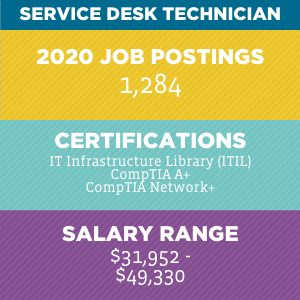 SERVICE DESK TECHNICIAN
2020 JOB POSTINGS
1,284
CERTIFICATIONS
IT Infrastructure Library (ITIL)
CompTIA A+
CompTIA Network+
SALARY RANGE
$31,952 -
$49,330